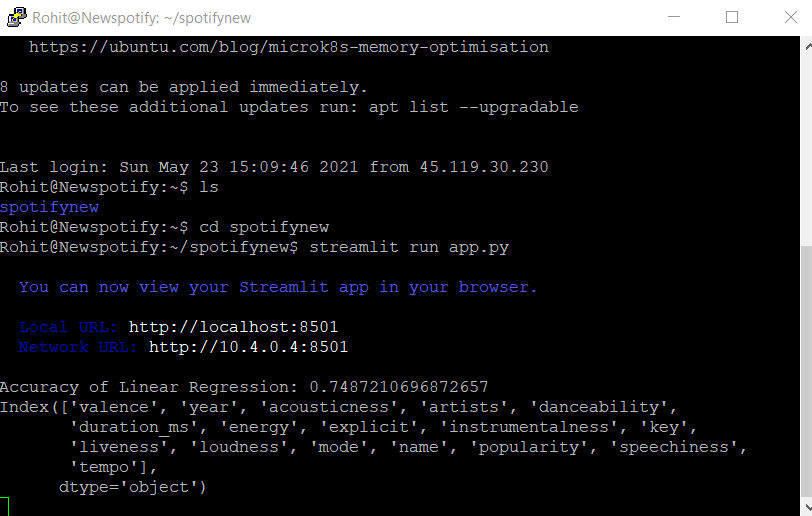 Rohit@Newspotify: ~/spotifynew
https://ubuntu.com/blog/microk8s-memory-optimisation
8 updates can be applied immediately.
To see these additional updates run: apt list --upgradable
Last login: Sun May 23 15:09:46 2021 from 45.119.30.230
Rohit@Newspotify:~$ ls
spotifynew
Rohit@Newspotify:~$ cd spotifynew
Rohit@Newspotify:~/spotifynew$ streamlit run app.py
You can now view your Streamlit app in your browser.
Local URL: http://localhost:8501
Network URL: http://10.4.0.4:8501
Accuracy of Linear Regression: 0.7487210696872657
Index(['valence', 'year', 'acousticness', 'artists', 'danceability',
'duration_ms', 'energy', 'explicit', 'instrumentalness', 'key',
'liveness', 'loudness', 'mode', 'name', 'popularity', 'speechiness',
'tempo'],
dtype='object')